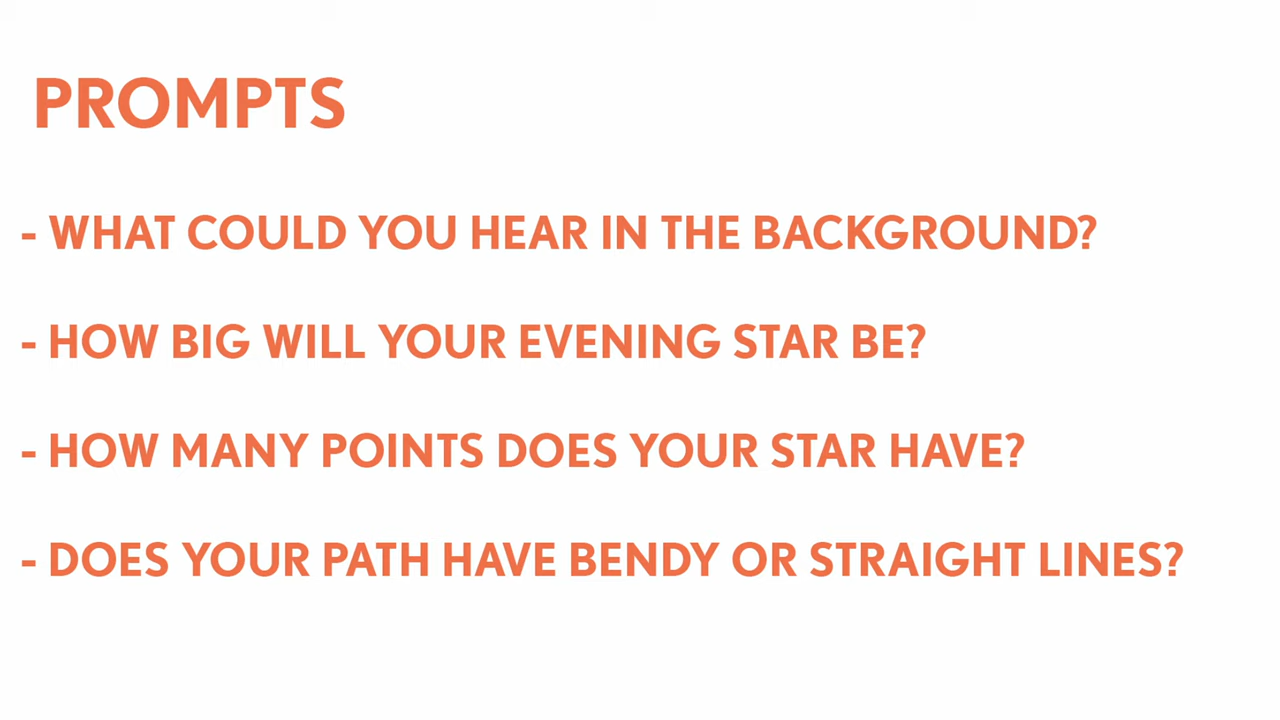 PROMPTS
- WHAT COULD YOU HEAR IN THE BACKGROUND?
- HOW BIG WILL YOUR EVENING STAR BE?
- HOW MANY POINTS DOES YOUR STAR HAVE?
- DOES YOUR PATH HAVE BENDY OR STRAIGHT LINES?